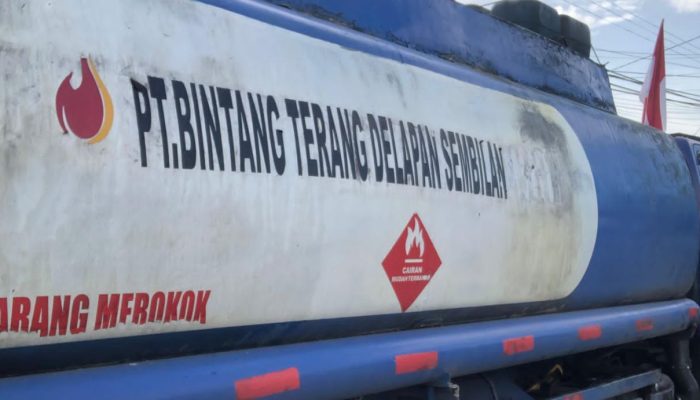 PT.BINTANG TERANG DELAPAN SEMBILAN
CAIRAN
MUDAH TERBAKAR
ARANG MEROKOK